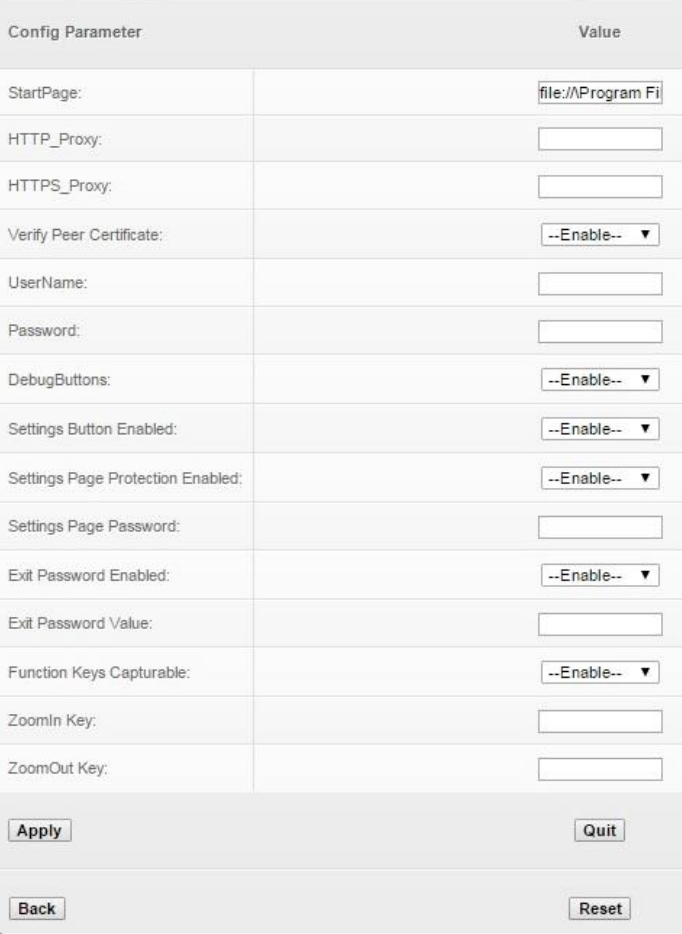 Config Parameter Value
StartPage: file://\Program Fi
HTTP_Proxy:
HTTPS_Proxy:
Verify Peer Certificate: --Enable--
UserName:
Password:
DebugButtons: --Enable--
Settings Button Enabled: --Enable--
Settings Page Protection Enabled: --Enable--
Settings Page Password:
Exit Password Enabled: --Enable--
Exit Password Value:
Function Keys Capturable: --Enable--
ZoomIn Key:
ZoomOut Key:
Apply Quit
Back Reset